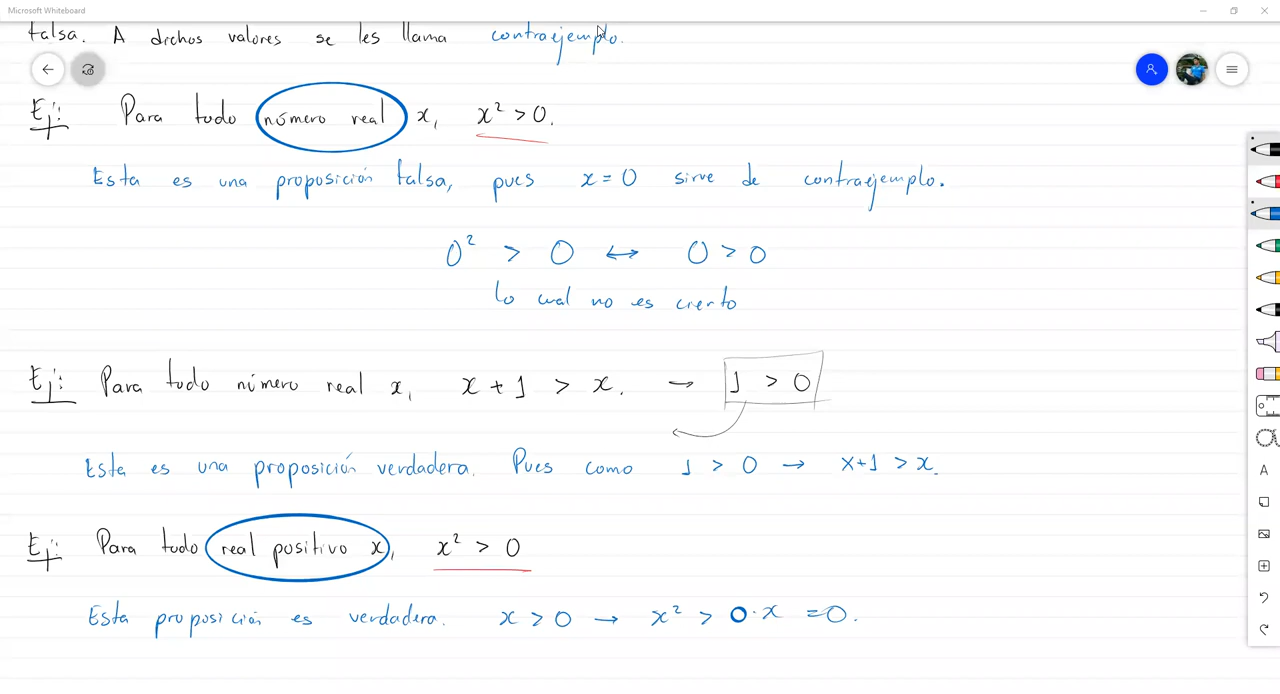 Microsoft Whiteboard
falsa. A dichos valores se les llama contraejemplo.
Ej: Para todo número real x, x² > 0.
Esta es una proposición falsa, pues x = 0 sirve de contraejemplo.
0² > 0 ↔ 0 > 0
lo cual no es cierto
Ej: Para todo número real x, x + 1 > x. → 1 > 0
Esta es una proposición verdadera. Pues como 1 > 0 → x+1 > x.
Ej: Para todo real positivo x, x² > 0
Esta proposición es verdadera. x > 0 → x² > 0·x = 0.